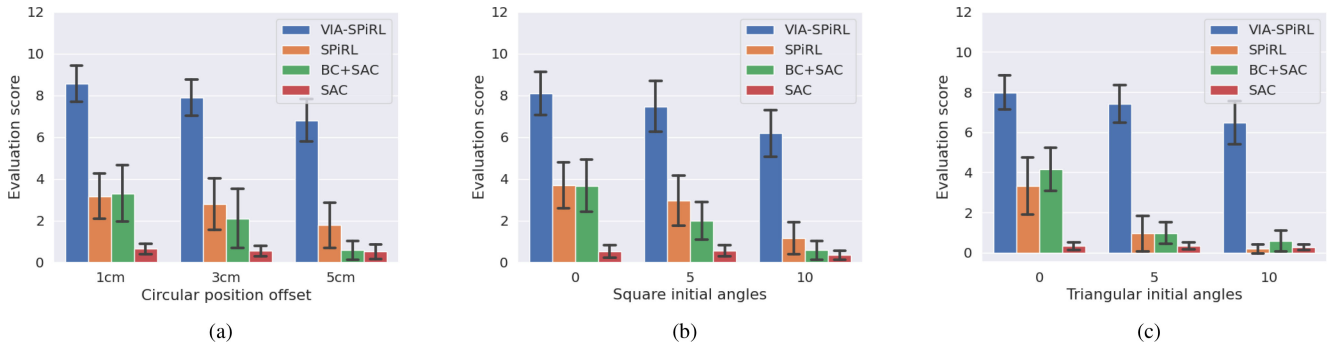 12
10
8
6
4
2
0
Evaluation score
VIA-SPiRL
SPiRL
BC+SAC
SAC
1cm 3cm 5cm
Circular position offset
(a)
12
10
8
6
4
2
0
Evaluation score
VIA-SPiRL
SPiRL
BC+SAC
SAC
0 5 10
Square initial angles
(b)
12
10
8
6
4
2
0
Evaluation score
VIA-SPiRL
SPiRL
BC+SAC
SAC
0 5 10
Triangular initial angles
(c)